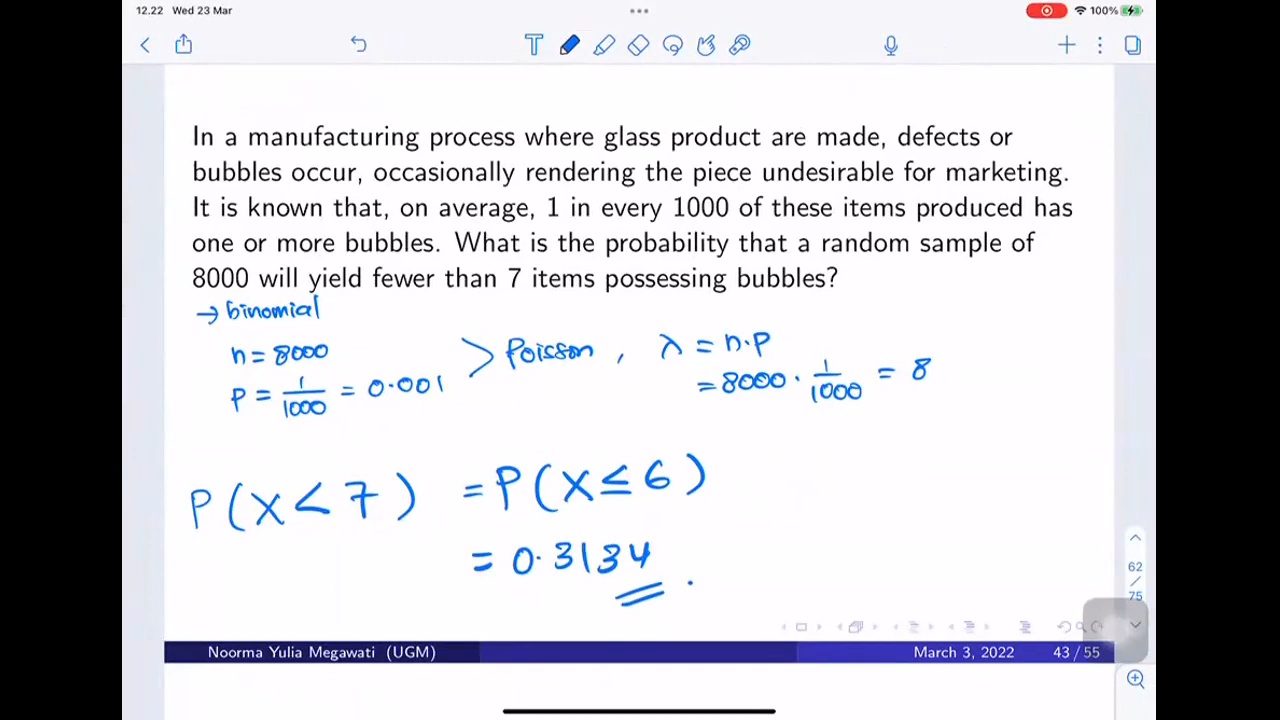 12.22 Wed 23 Mar
100%
In a manufacturing process where glass product are made, defects or
bubbles occur, occasionally rendering the piece undesirable for marketing.
It is known that, on average, 1 in every 1000 of these items produced has
one or more bubbles. What is the probability that a random sample of
8000 will yield fewer than 7 items possessing bubbles?
→ binomial
n = 8000
p = 1/1000 = 0.001
> Poisson , λ = n.p
= 8000 . 1/1000 = 8
P(X < 7) = P(X ≤ 6)
= 0.3134
62
/
75
Noorma Yulia Megawati (UGM) March 3, 2022 43 / 55